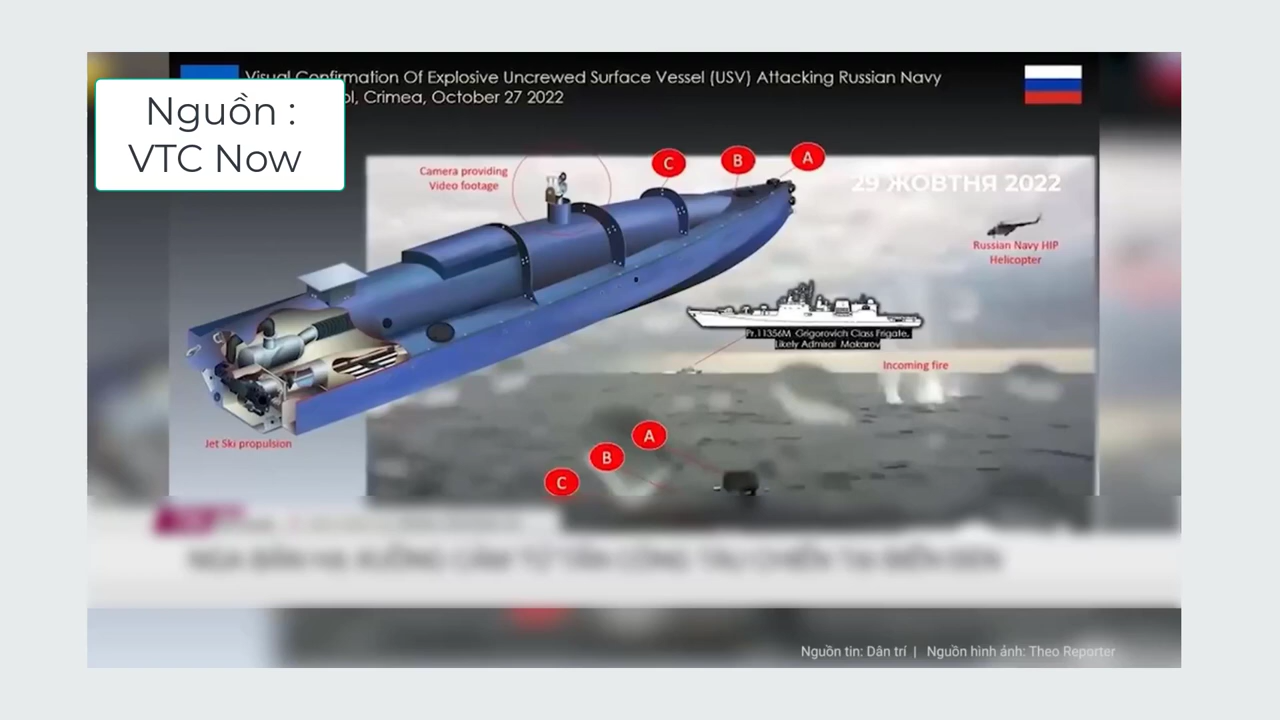 Visual Confirmation Of Explosive Uncrewed Surface Vessel (USV) Attacking Russian Navy
Crimea, October 27 2022
Nguồn :
VTC Now
Camera providing
Video footage
C
B
A
29 ЖОВТНЯ 2022
Russian Navy HIP
Helicopter
Pr.11356M Grigorovich Class Frigate.
Likely Admiral Makarov
Incoming fire
Jet Ski propulsion
A
B
C
Nguồn tin: Dân trí | Nguồn hình ảnh: Theo Reporter